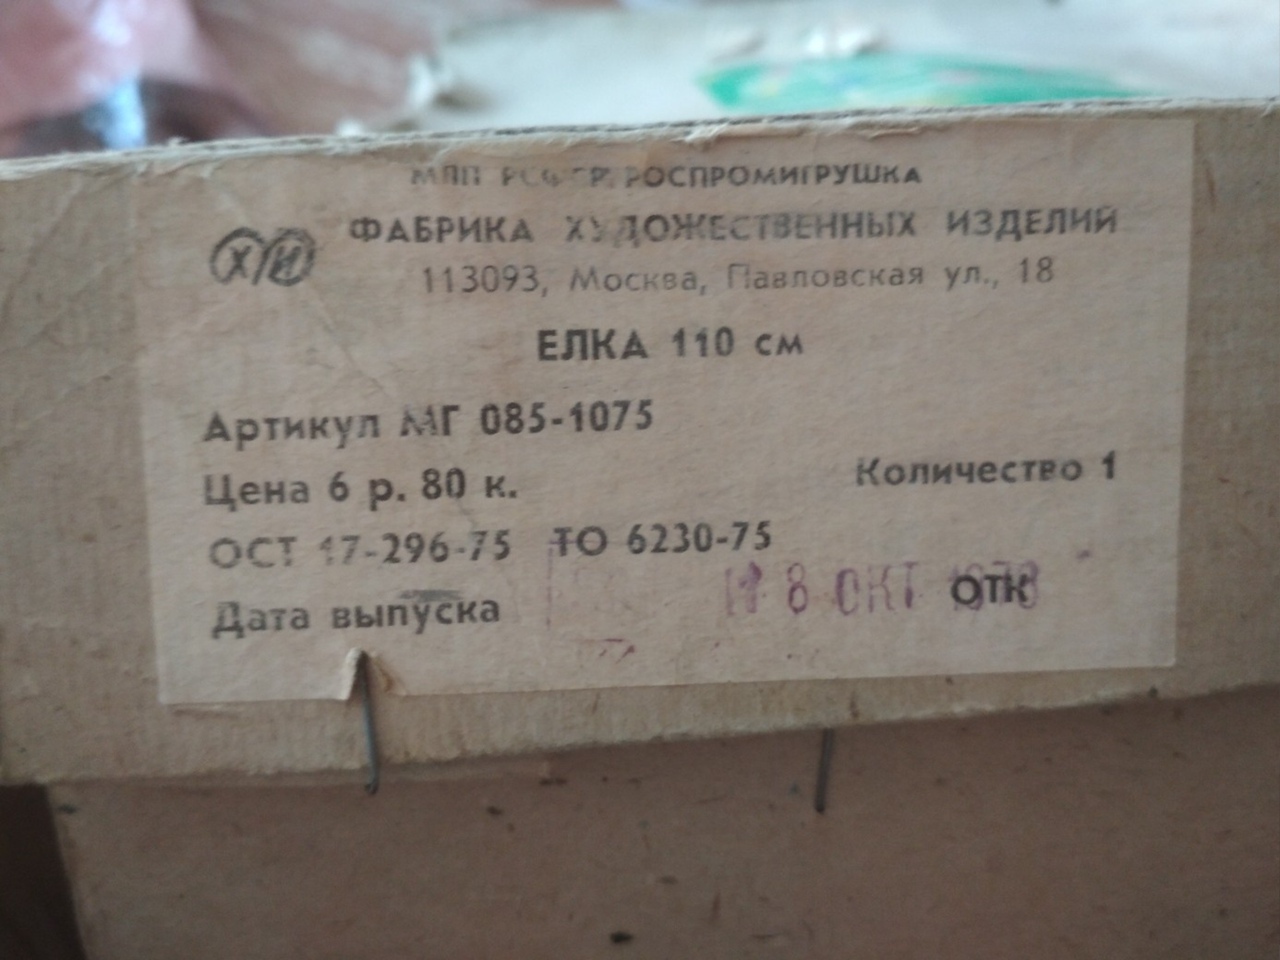 МЛП РСФСР РОСПРОМИГРУШКА
ФАБРИКА ХУДОЖЕСТВЕННЫХ ИЗДЕЛИЙ
Х/И
113093, Москва, Павловская ул., 18
ЕЛКА 110 см
Артикул МГ 085-1075
Цена 6 р. 80 к. Количество 1
ОСТ 17-296-75 ТО 6230-75
Дата выпуска 8 ОКТ ОТК